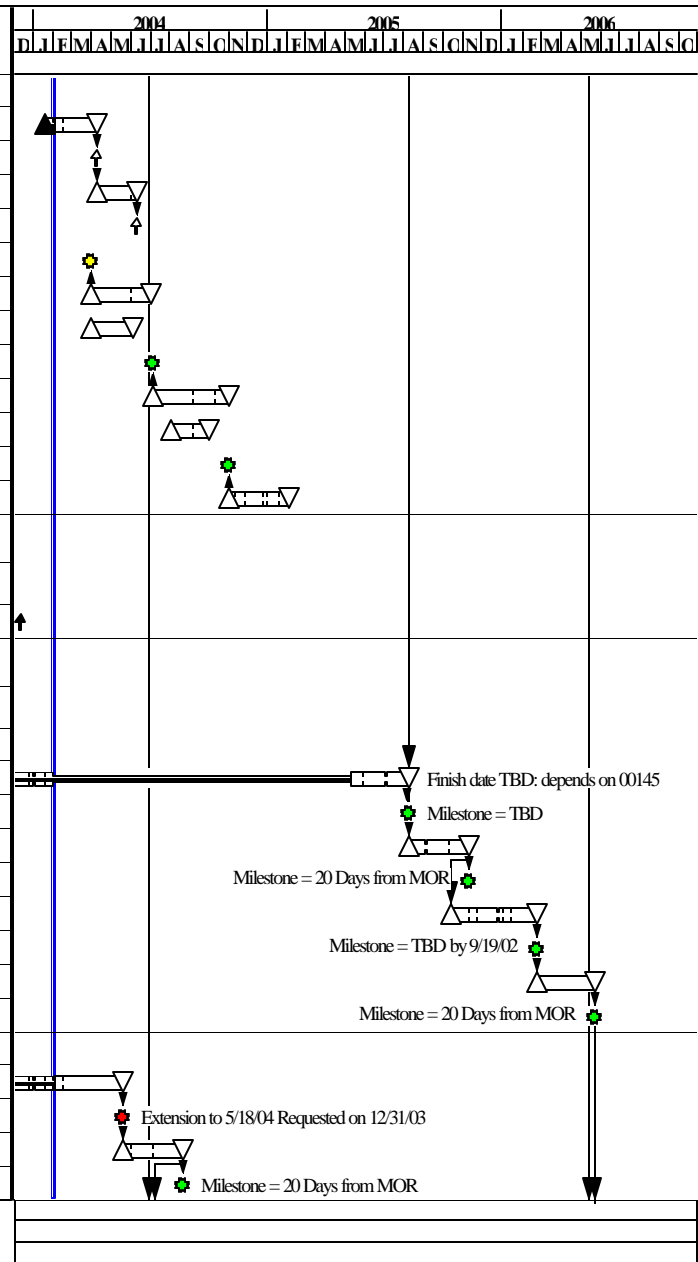 2004 2005 2006
D J F M A M J J A S O N D J F M A M J J A S O N D J F M A M J J A S O
Finish date TBD: depends on 00145
Milestone = TBD
Milestone = 20 Days from MOR
Milestone = TBD by 9/19/02
Milestone = 20 Days from MOR
Extension to 5/18/04 Requested on 12/31/03
Milestone = 20 Days from MOR